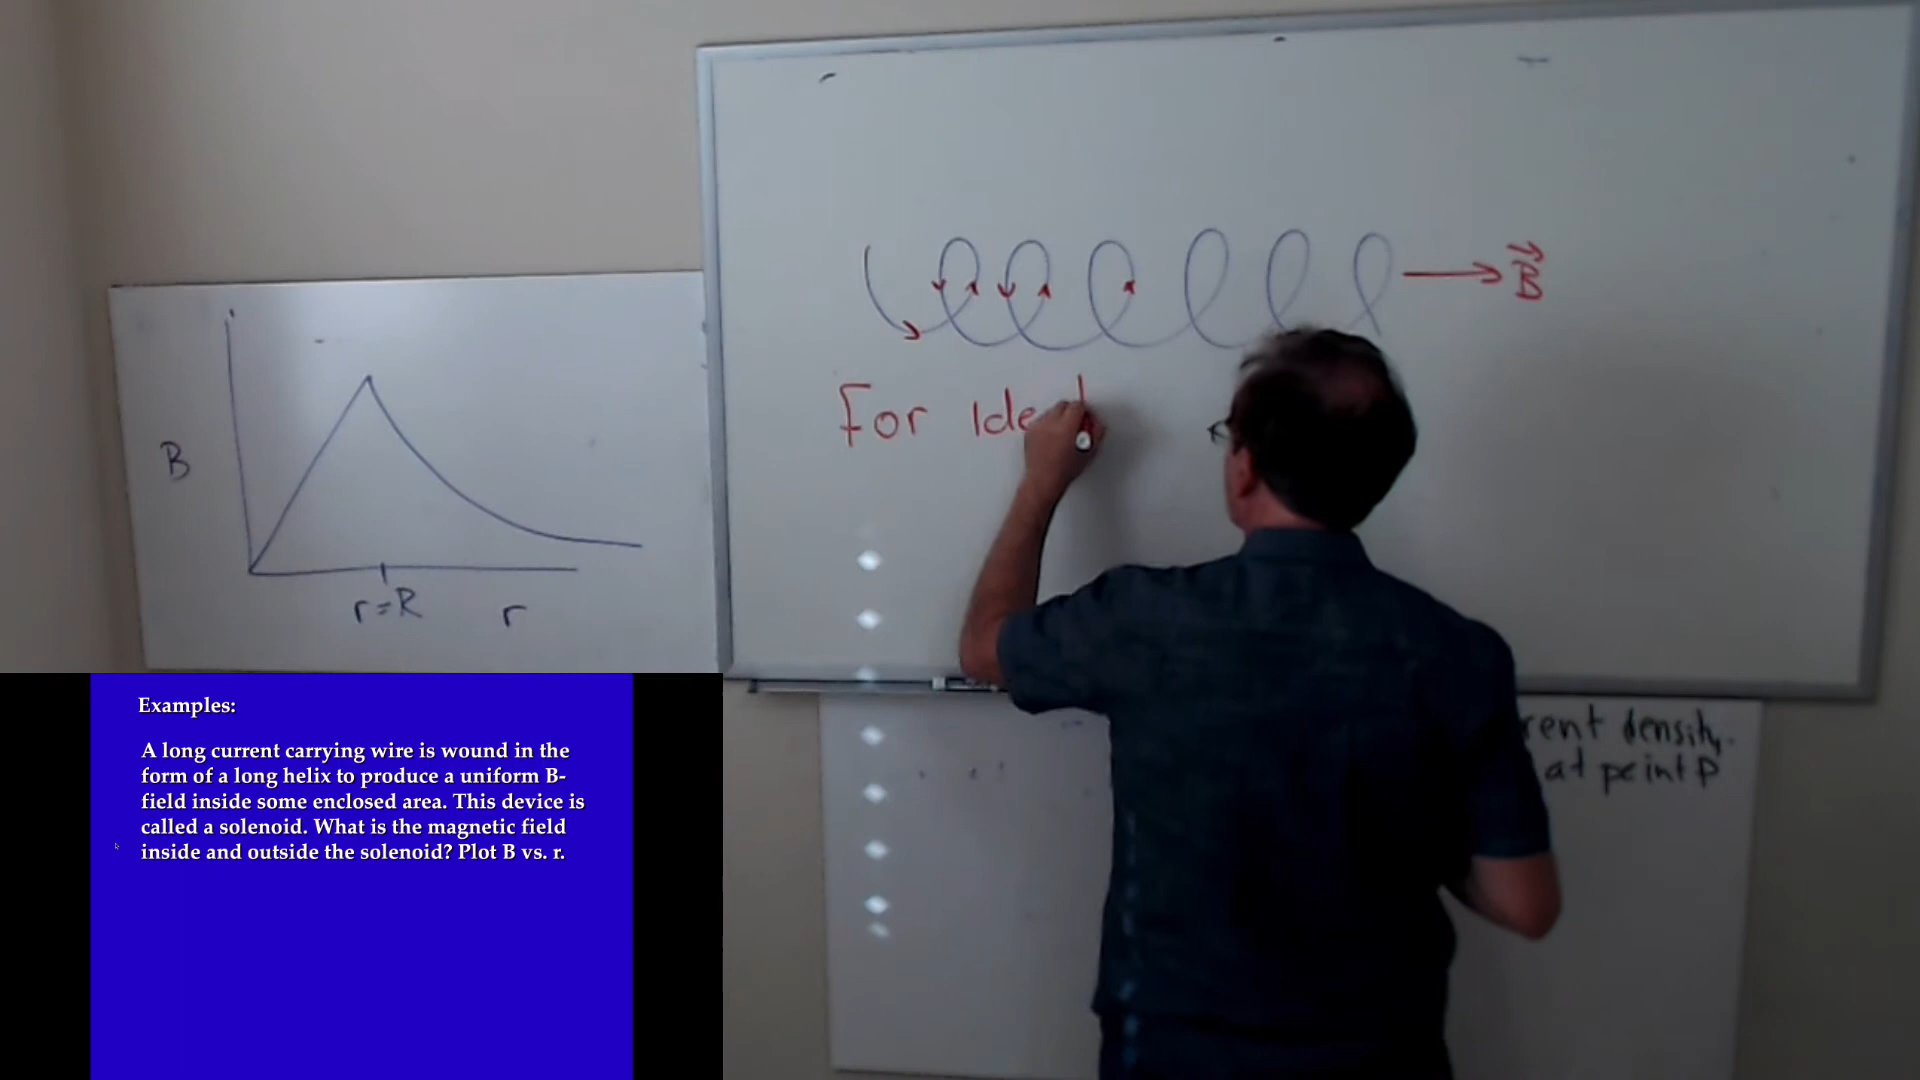 B
r=R r
B
For Ide
rent density.
at point P
Examples:
A long current carrying wire is wound in the
form of a long helix to produce a uniform B-
field inside some enclosed area. This device is
called a solenoid. What is the magnetic field
inside and outside the solenoid? Plot B vs. r.